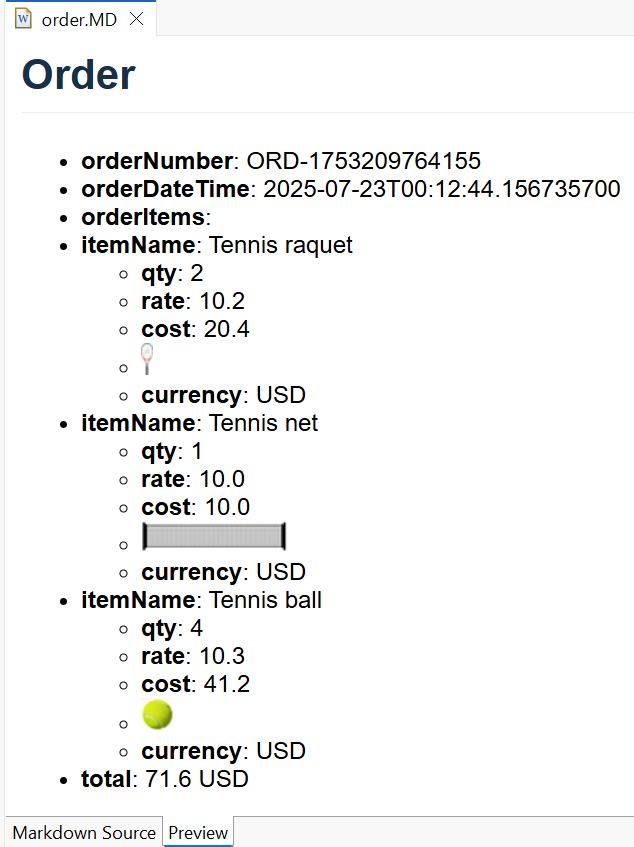 order.MD
Order
orderNumber: ORD-1753209764155
orderDateTime: 2025-07-23T00:12:44.156735700
orderItems:
itemName: Tennis raquet
qty: 2
rate: 10.2
cost: 20.4
currency: USD
itemName: Tennis net
qty: 1
rate: 10.0
cost: 10.0
currency: USD
itemName: Tennis ball
qty: 4
rate: 10.3
cost: 41.2
currency: USD
total: 71.6 USD
Markdown Source Preview